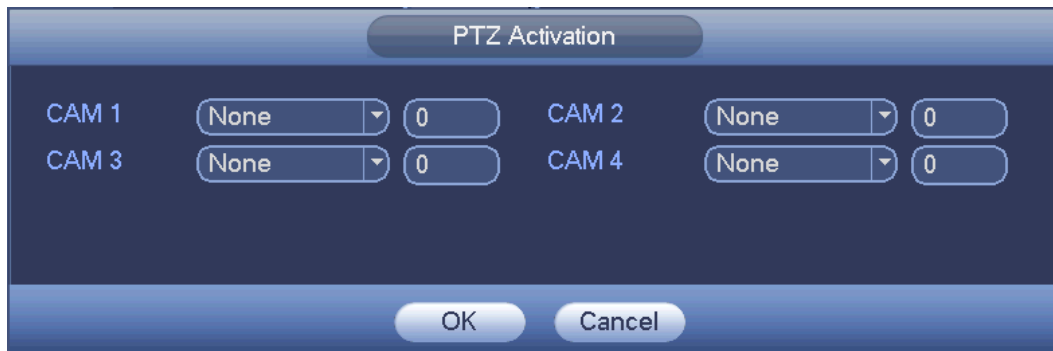 PTZ Activation
CAM 1 None 0 CAM 2 None 0
CAM 3 None 0 CAM 4 None 0
OK Cancel